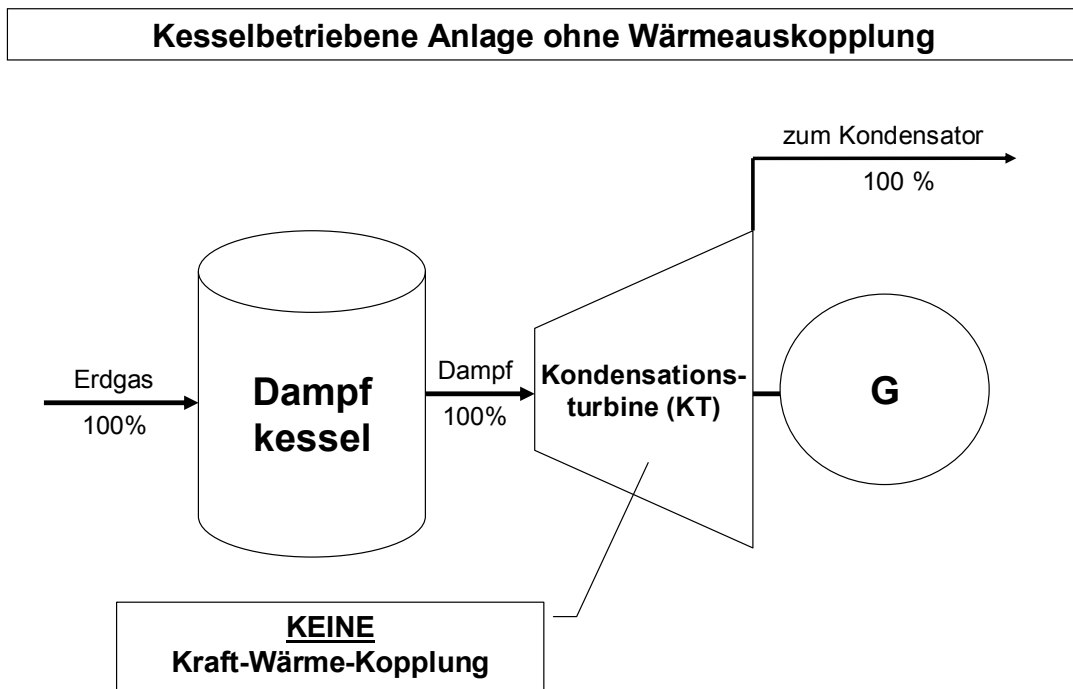 Kesselbetriebene Anlage ohne Wärmeauskopplung
zum Kondensator
100 %
Erdgas
100%
Dampf
kessel
Dampf
100%
Kondensations-
turbine (KT)
G
KEINE
Kraft-Wärme-Kopplung